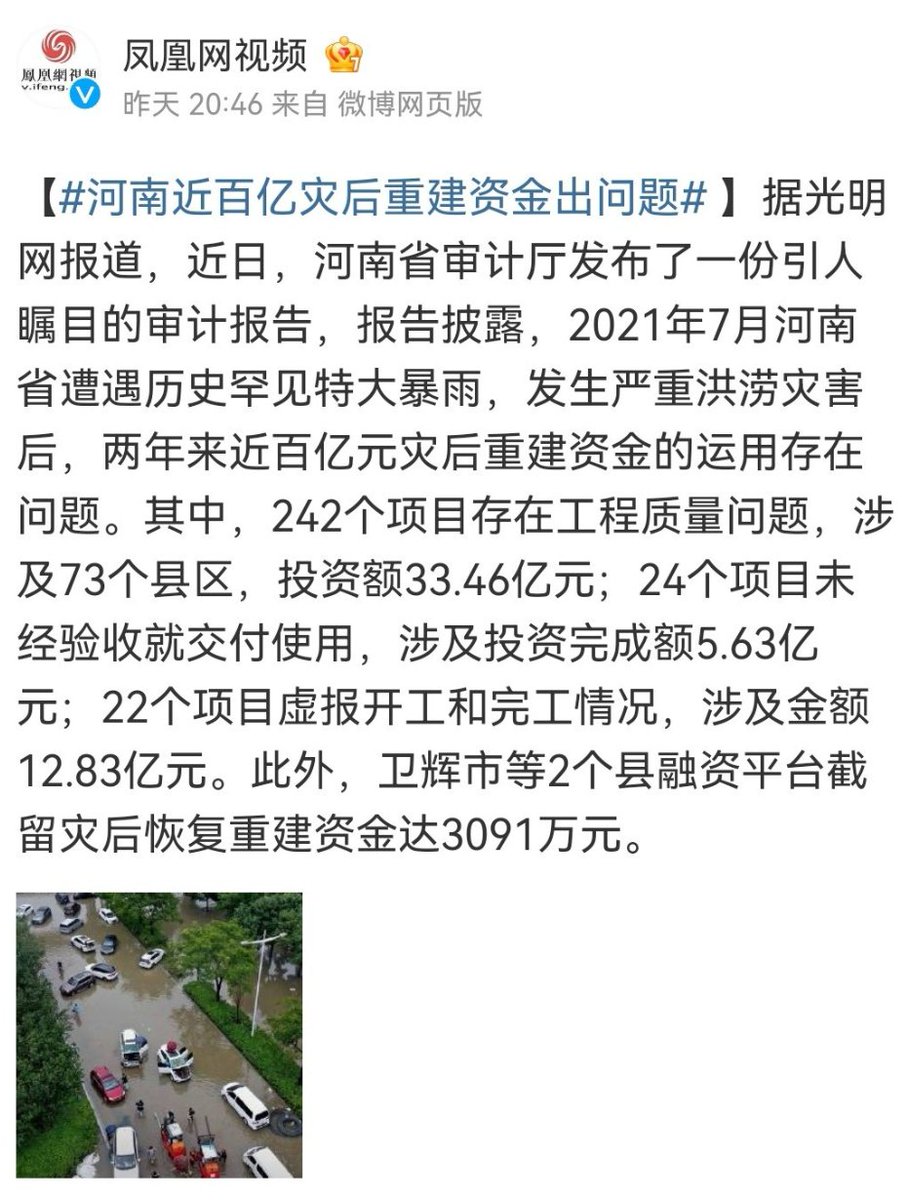 凤凰网视频
鳳凰網視頻
v.ifeng.
昨天 20:46 来自 微博网页版
【#河南近百亿灾后重建资金出问题#】据光明
网报道，近日，河南省审计厅发布了一份引人
瞩目的审计报告，报告披露，2021年7月河南
省遭遇历史罕见特大暴雨，发生严重洪涝灾害
后，两年来近百亿元灾后重建资金的运用存在
问题。其中，242个项目存在工程质量问题，涉
及73个县区，投资额33.46亿元；24个项目未
经验收就交付使用，涉及投资完成额5.63亿
元；22个项目虚报开工和完工情况，涉及金额
12.83亿元。此外，卫辉市等2个县融资平台截
留灾后恢复重建资金达3091万元。